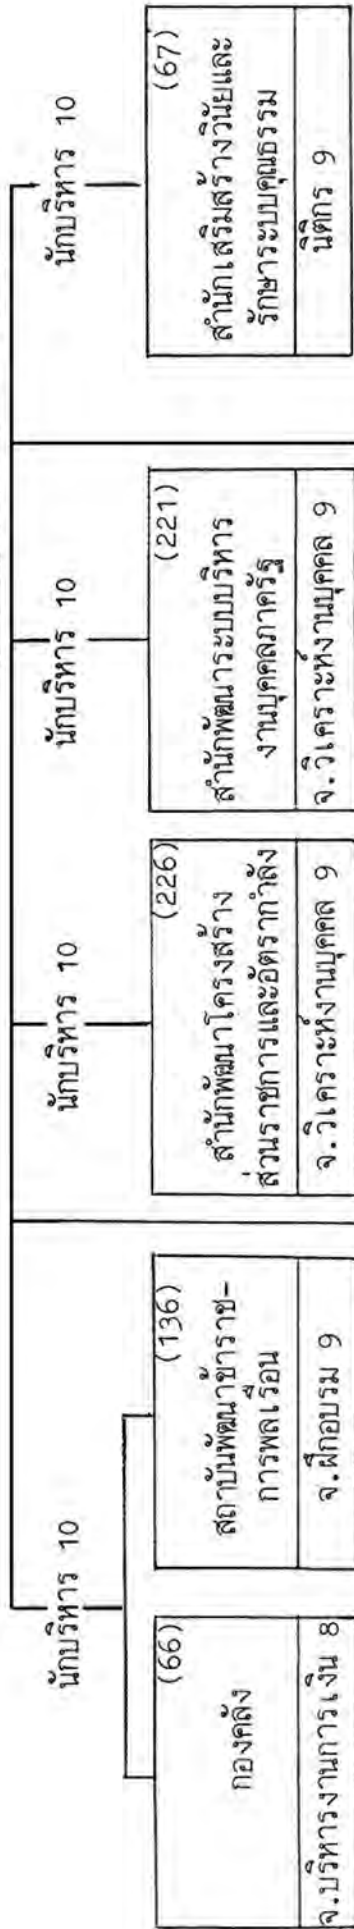 นักบริหาร 10
นักบริหาร 10
นักบริหาร 10
นักบริหาร 10
(66)
กองคลัง
จ.บริหารงานการเงิน 8
(136)
สถาบันพัฒนาข้าราช-
การพลเรือน
จ.ฝึกอบรม 9
(226)
สำนักพัฒนาโครงสร้าง
ส่วนราชการและอัตรากำลัง
จ.วิเคราะห์งานบุคคล 9
(221)
สำนักพัฒนาระบบบริหาร
งานบุคคลภาครัฐ
จ.วิเคราะห์งานบุคคล 9
(67)
สำนักเสริมสร้างวินัยและ
รักษาระบบคุณธรรม
นิติกร 9